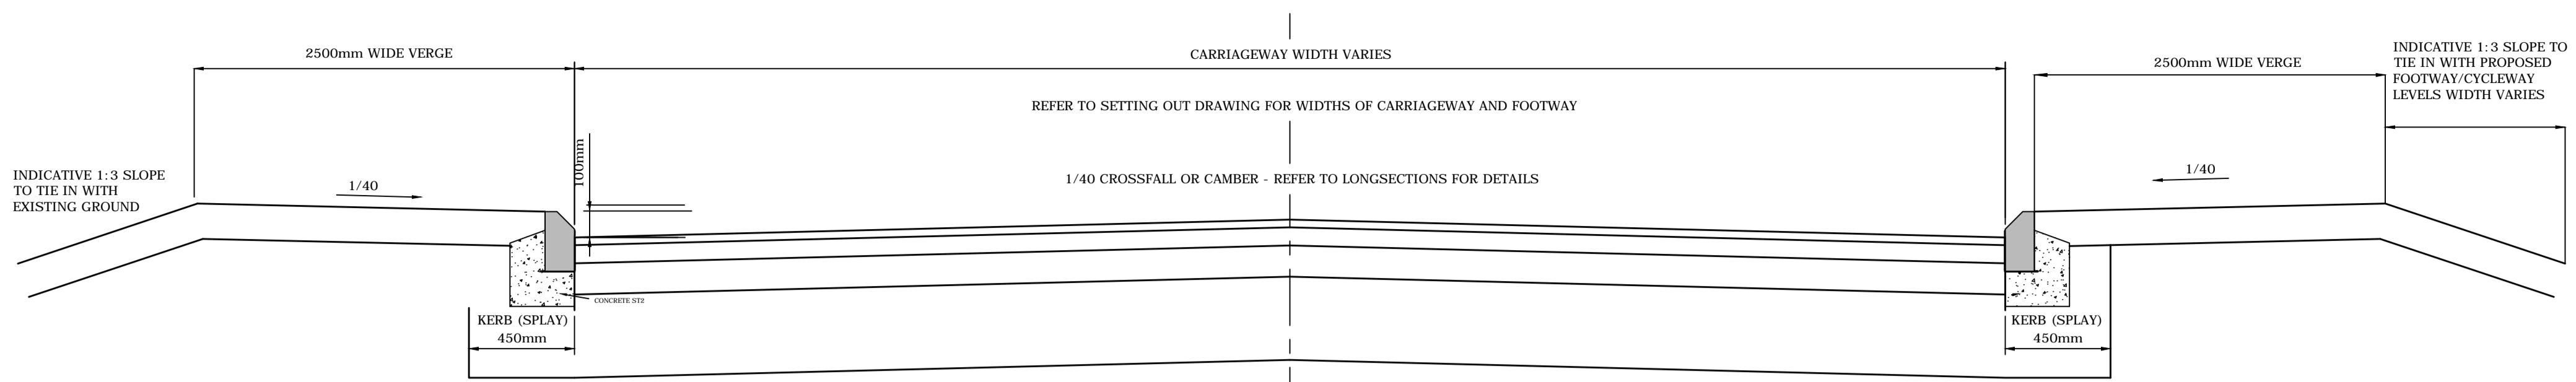 2500mm WIDE VERGE
CARRIAGEWAY WIDTH VARIES
INDICATIVE 1:3 SLOPE TO
TIE IN WITH PROPOSED
FOOTWAY/CYCLEWAY
LEVELS WIDTH VARIES
2500mm WIDE VERGE
REFER TO SETTING OUT DRAWING FOR WIDTHS OF CARRIAGEWAY AND FOOTWAY
100mm
INDICATIVE 1:3 SLOPE
TO TIE IN WITH
EXISTING GROUND
1/40
1/40 CROSSFALL OR CAMBER - REFER TO LONGSECTIONS FOR DETAILS
1/40
CONCRETE ST2
KERB (SPLAY)
450mm
KERB (SPLAY)
450mm